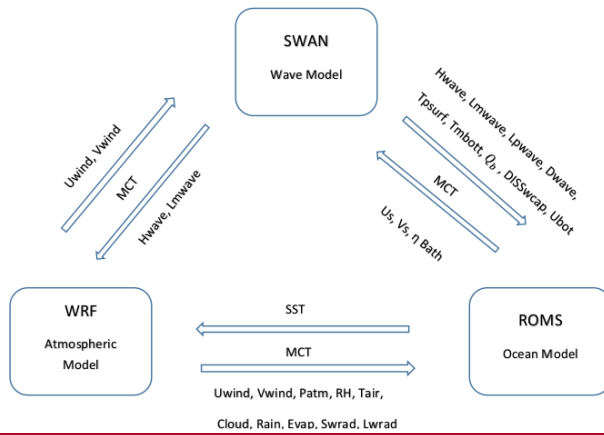 SWAN
Wave Model
Uwind, Vwind
MCT
Hwave, Lmwave
Hwave, Lmwave, Lpwave, Dwave,
Tpsurf, Tmbott, Qb , DISSwcap, Ubot
MCT
Us, Vs, η Bath
WRF
Atmospheric
Model
SST
MCT
Uwind, Vwind, Patm, RH, Tair,
Cloud, Rain, Evap, Swrad, Lwrad
ROMS
Ocean Model